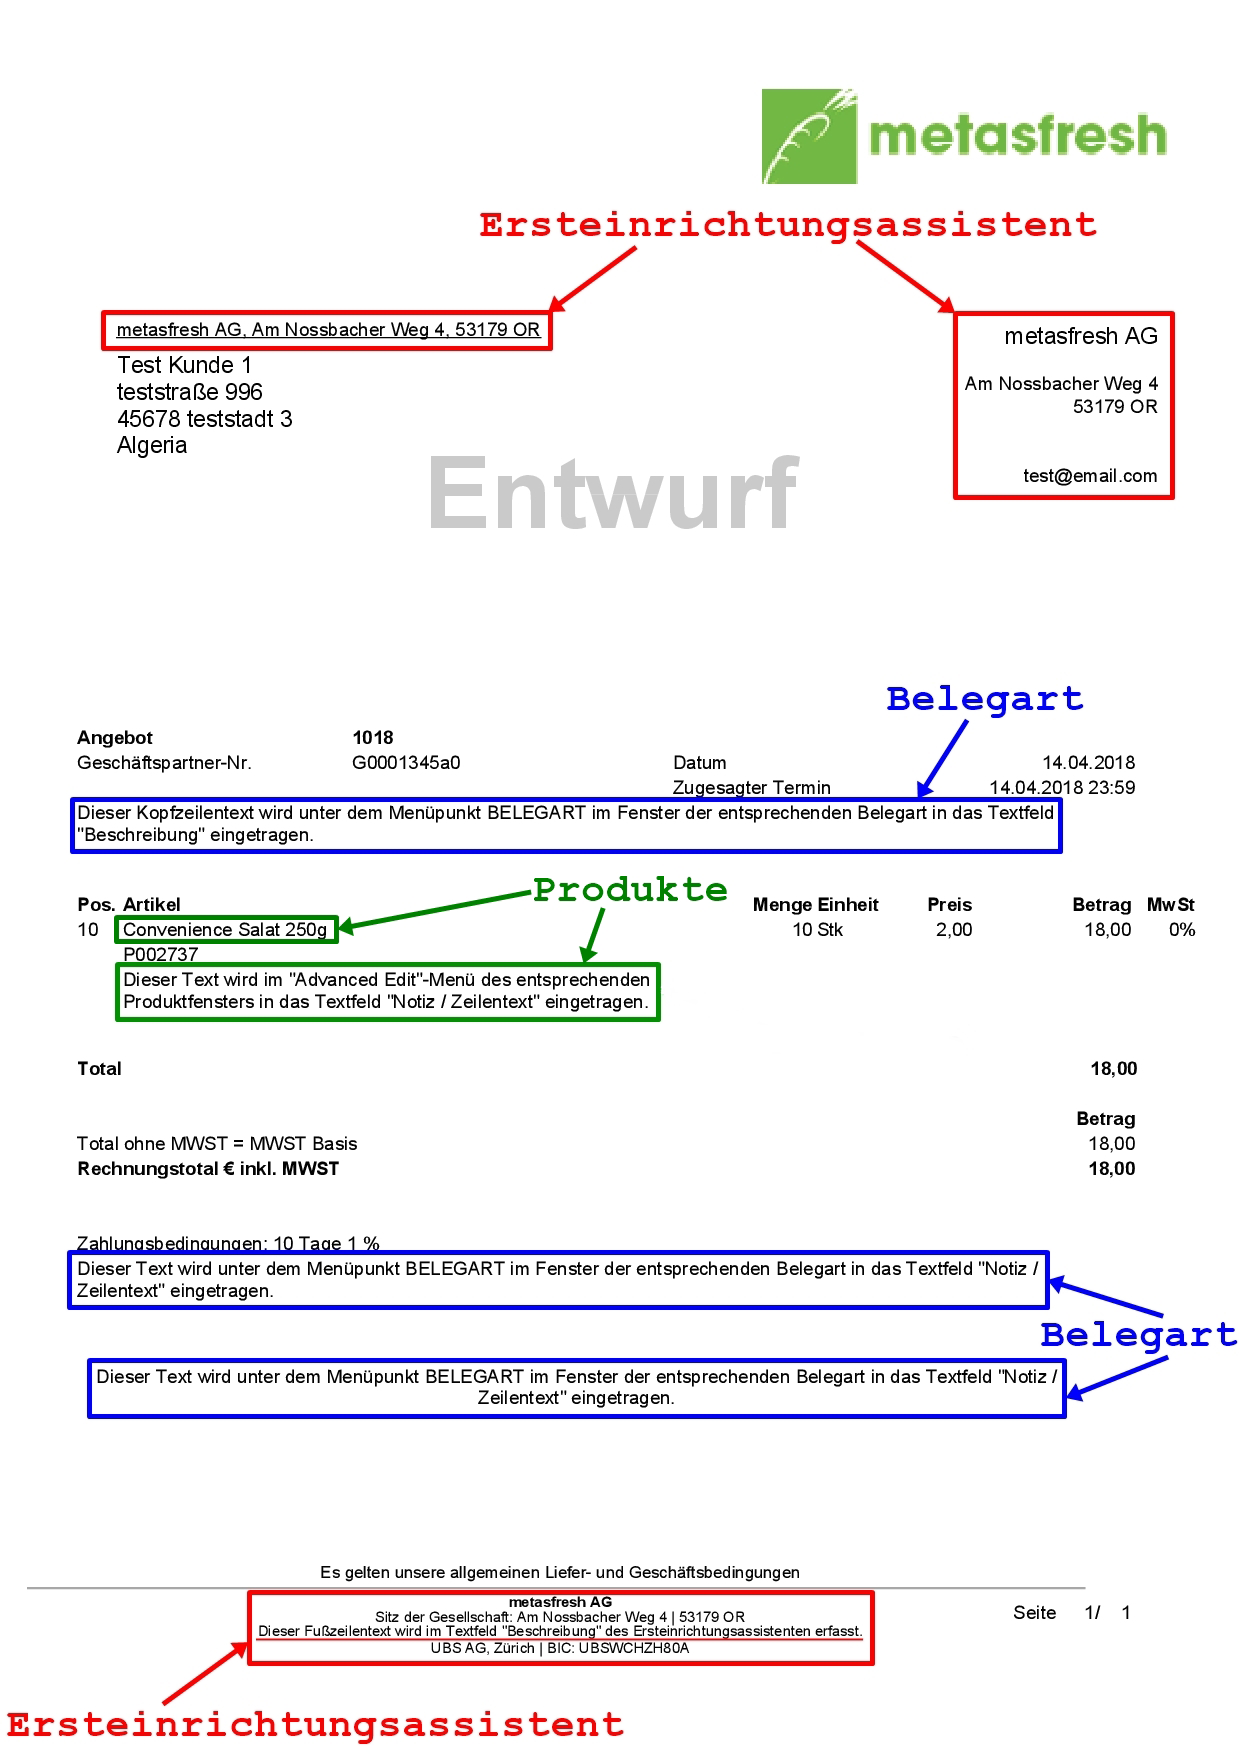 metasfresh
Ersteinrichtungsassistent
metasfresh AG, Am Nossbacher Weg 4, 53179 OR
Test Kunde 1
teststraße 996
45678 teststadt 3
Algeria
metasfresh AG
Am Nossbacher Weg 4
53179 OR
test@email.com
Entwurf
Belegart
Angebot 1018
Geschäftspartner-Nr. G0001345a0 Datum 14.04.2018
Zugesagter Termin 14.04.2018 23:59
Dieser Kopfzeilentext wird unter dem Menüpunkt BELEGART im Fenster der entsprechenden Belegart in das Textfeld
"Beschreibung" eingetragen.
Produkte
Pos. Artikel Menge Einheit Preis Betrag MwSt
10 Convenience Salat 250g 10 Stk 2,00 18,00 0%
P002737
Dieser Text wird im "Advanced Edit"-Menü des entsprechenden
Produktfensters in das Textfeld "Notiz / Zeilentext" eingetragen.
Total 18,00
Betrag
Total ohne MWST = MWST Basis 18,00
Rechnungstotal € inkl. MWST 18,00
Zahlungsbedingungen: 10 Tage 1 %
Dieser Text wird unter dem Menüpunkt BELEGART im Fenster der entsprechenden Belegart in das Textfeld "Notiz /
Zeilentext" eingetragen.
Belegart
Dieser Text wird unter dem Menüpunkt BELEGART im Fenster der entsprechenden Belegart in das Textfeld "Notiz /
Zeilentext" eingetragen.
Es gelten unsere allgemeinen Liefer- und Geschäftsbedingungen
metasfresh AG
Sitz der Gesellschaft: Am Nossbacher Weg 4 | 53179 OR
Dieser Fußzeilentext wird im Textfeld "Beschreibung" des Ersteinrichtungsassistenten erfasst.
UBS AG, Zürich | BIC: UBSWCHZH80A
Seite 1/ 1
Ersteinrichtungsassistent